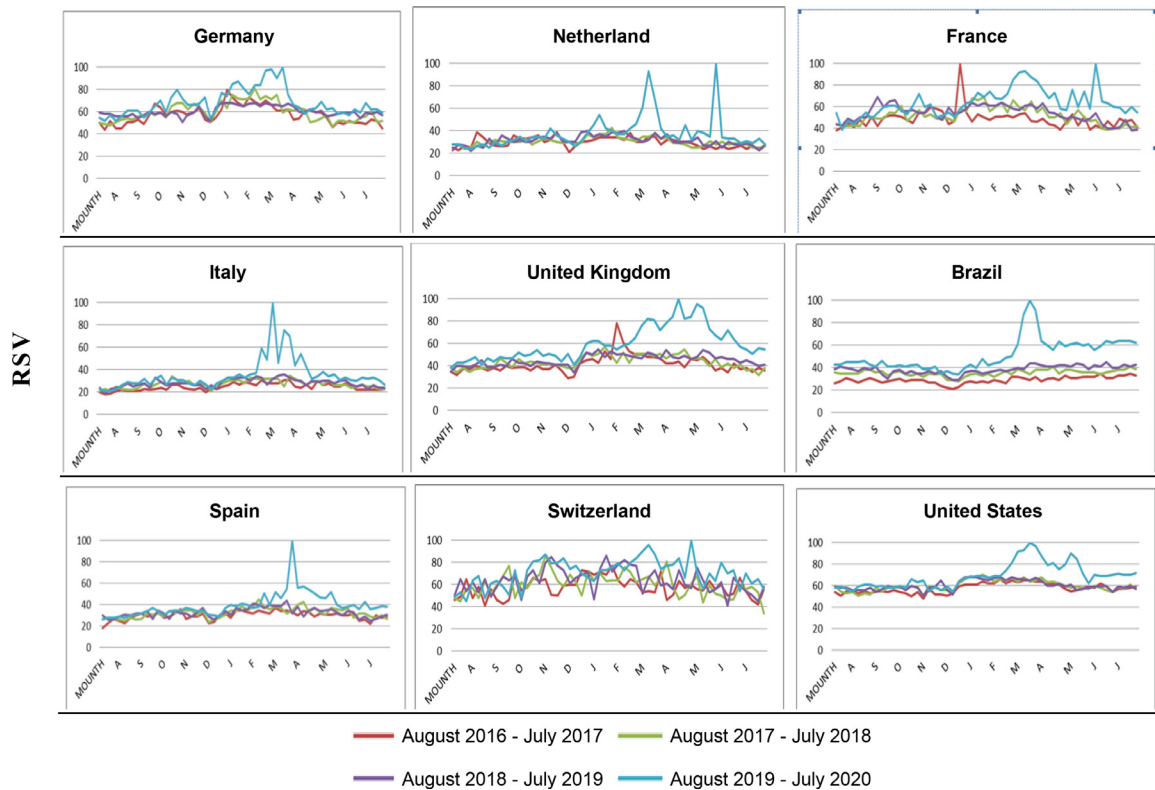 Germany
100
80
60
40
20
0
MOUNTH A S O N D J F M A M J J
Netherland
100
80
60
40
20
0
MOUNTH A S O N D J F M A M J J
France
100
80
60
40
20
0
MOUNTH A S O N D J F M A M J J
RSV
Italy
100
80
60
40
20
0
MOUNTH A S O N D J F M A M J J
United Kingdom
100
80
60
40
20
0
MOUNTH A S O N D J F M A M J J
Brazil
100
80
60
40
20
0
MOUNTH A S O N D J F M A M J J
Spain
100
80
60
40
20
0
MOUNTH A S O N D J F M A M J J
Switzerland
100
80
60
40
20
0
MOUNTH A S O N D J F M A M J J
United States
100
80
60
40
20
0
MOUNTH A S O N D J F M A M J J
August 2016 - July 2017
August 2017 - July 2018
August 2018 - July 2019
August 2019 - July 2020